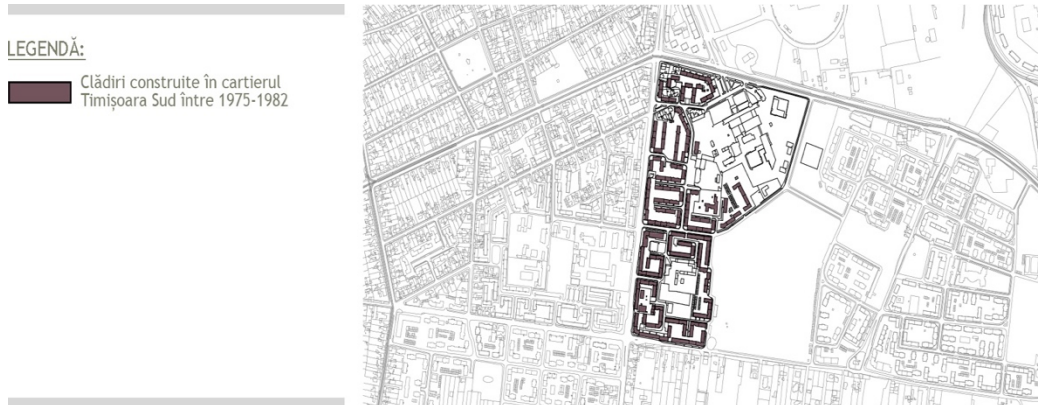 LEGENDĂ:
Clădiri construite în cartierul
Timișoara Sud între 1975-1982